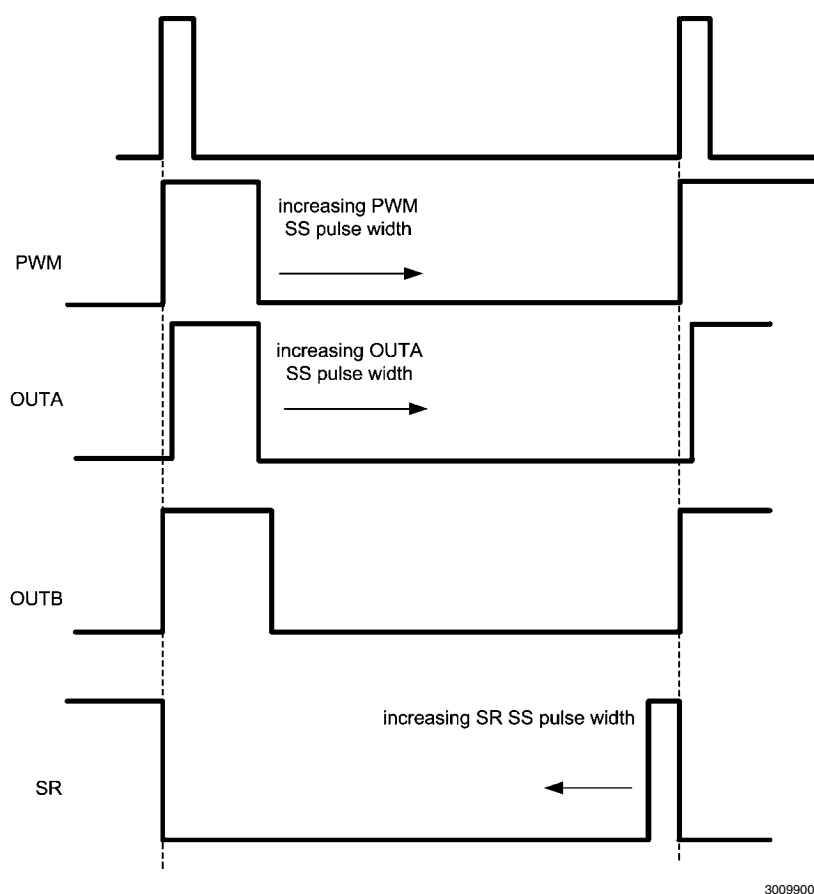 increasing PWM
SS pulse width
PWM
increasing OUTA
SS pulse width
OUTA
OUTB
increasing SR SS pulse width
SR
3009900